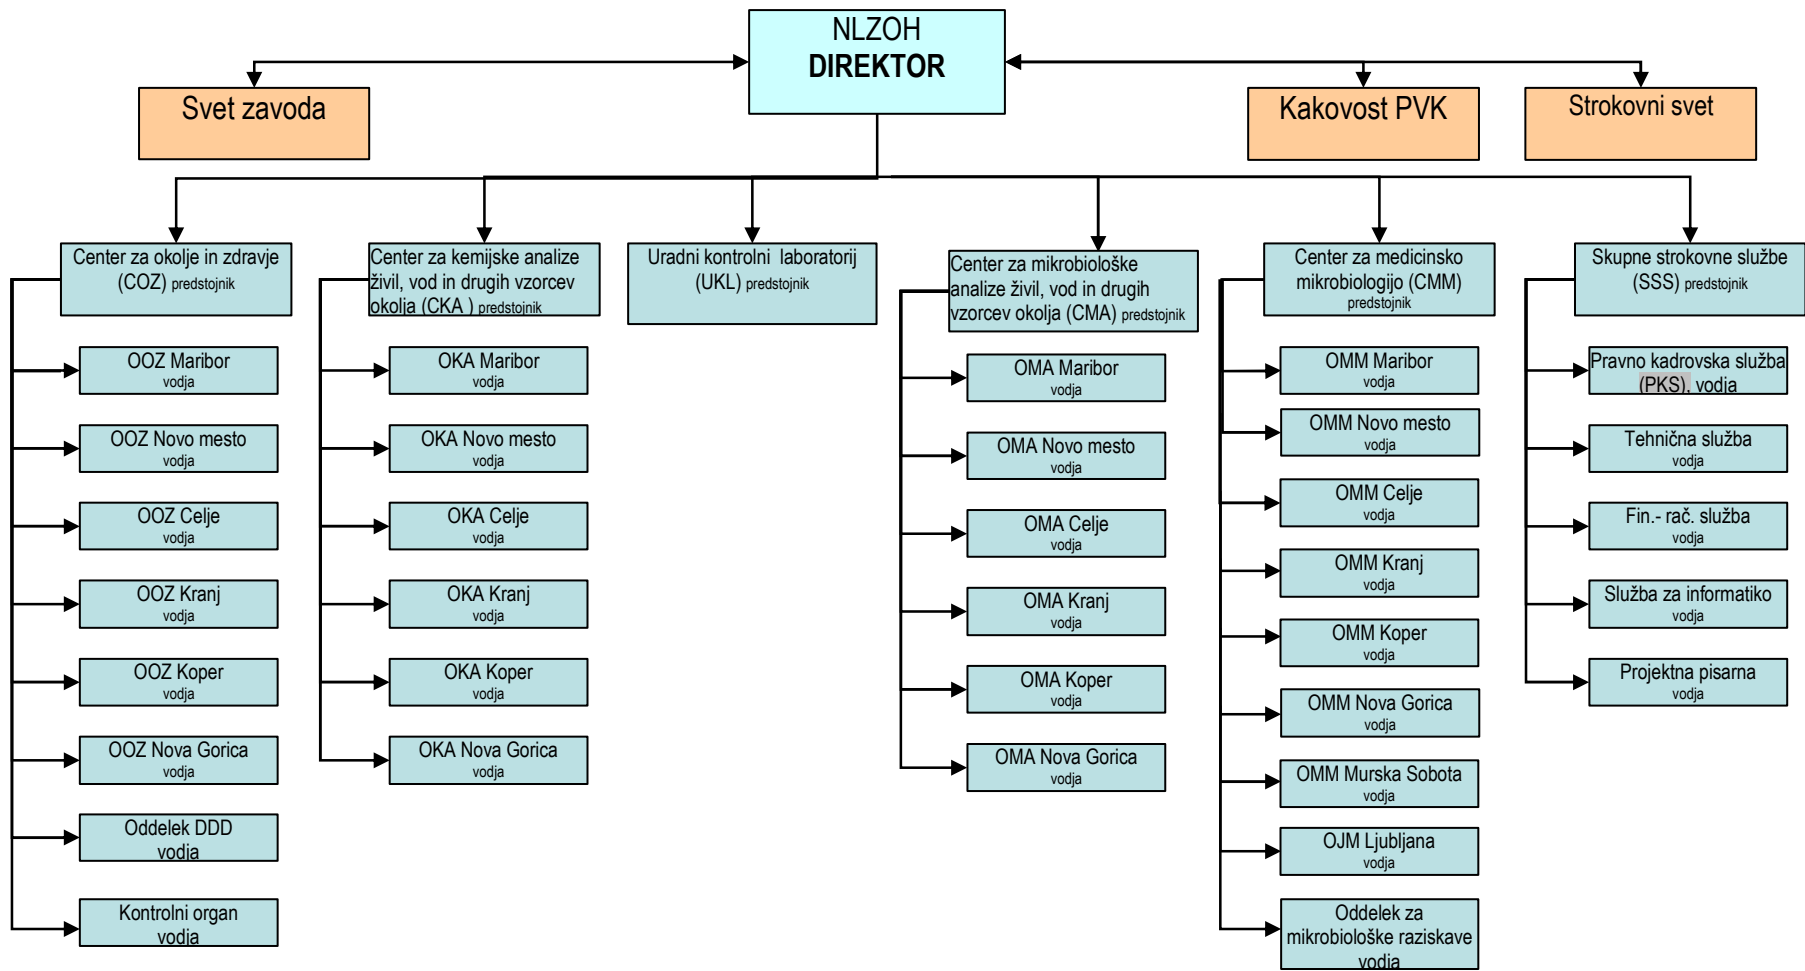 NLZOH
DIREKTOR
Svet zavoda
Kakovost PVK
Strokovni svet
Center za okolje in zdravje
(COZ) predstojnik
OOZ Maribor
vodja
OOZ Novo mesto
vodja
OOZ Celje
vodja
OOZ Kranj
vodja
OOZ Koper
vodja
OOZ Nova Gorica
vodja
Oddelek DDD
vodja
Kontrolni organ
vodja
Center za kemijske analize
živil, vod in drugih vzorcev
okolja (CKA ) predstojnik
OKA Maribor
vodja
OKA Novo mesto
vodja
OKA Celje
vodja
OKA Kranj
vodja
OKA Koper
vodja
OKA Nova Gorica
vodja
Uradni kontrolni laboratorij
(UKL) predstojnik
Center za mikrobiološke
analize živil, vod in drugih
vzorcev okolja (CMA) predstojnik
OMA Maribor
vodja
OMA Novo mesto
vodja
OMA Celje
vodja
OMA Kranj
vodja
OMA Koper
vodja
OMA Nova Gorica
vodja
Center za medicinsko
mikrobiologijo (CMM)
predstojnik
OMM Maribor
vodja
OMM Novo mesto
vodja
OMM Celje
vodja
OMM Kranj
vodja
OMM Koper
vodja
OMM Nova Gorica
vodja
OMM Murska Sobota
vodja
OJM Ljubljana
vodja
Oddelek za
mikrobiološke raziskave
vodja
Skupne strokovne službe
(SSS) predstojnik
Pravno kadrovska služba
(PKS), vodja
Tehnična služba
vodja
Fin.- rač. služba
vodja
Služba za informatiko
vodja
Projektna pisarna
vodja